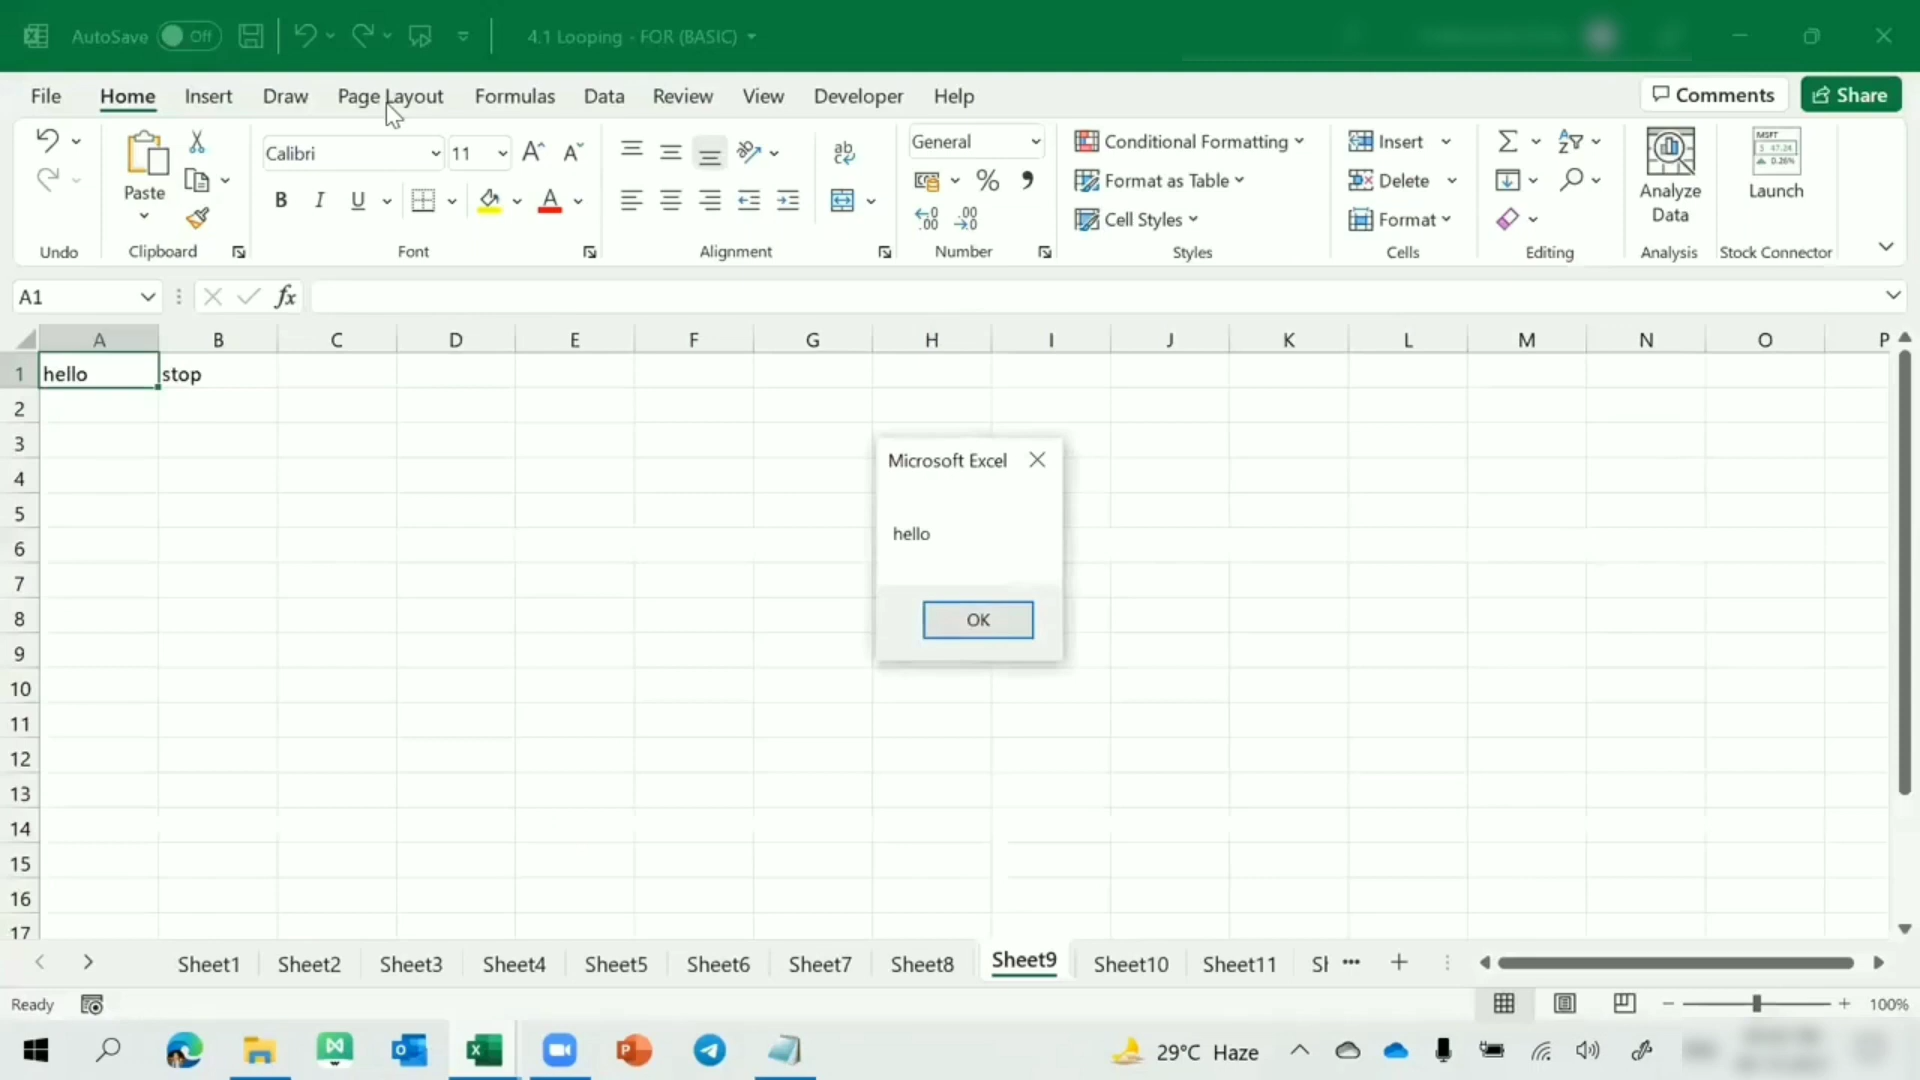 AutoSave Off 4.1 Looping - FOR (BASIC)
File Home Insert Draw Page Layout Formulas Data Review View Developer Help Comments Share
Calibri 11 General Conditional Formatting Insert
Format as Table Delete
Paste Analyze Data Launch
Cell Styles Format
MSFT
Undo Clipboard Font Alignment Number Styles Cells Editing Analysis Stock Connector
A1 fx
A B C D E F G H I J K L M N O P
1 hello stop
2
3
Microsoft Excel
4
5
hello
6
7
8
OK
9
10
11
12
13
14
15
16
17
Sheet1 Sheet2 Sheet3 Sheet4 Sheet5 Sheet6 Sheet7 Sheet8 Sheet9 Sheet10 Sheet11
Ready 100%
29°C Haze